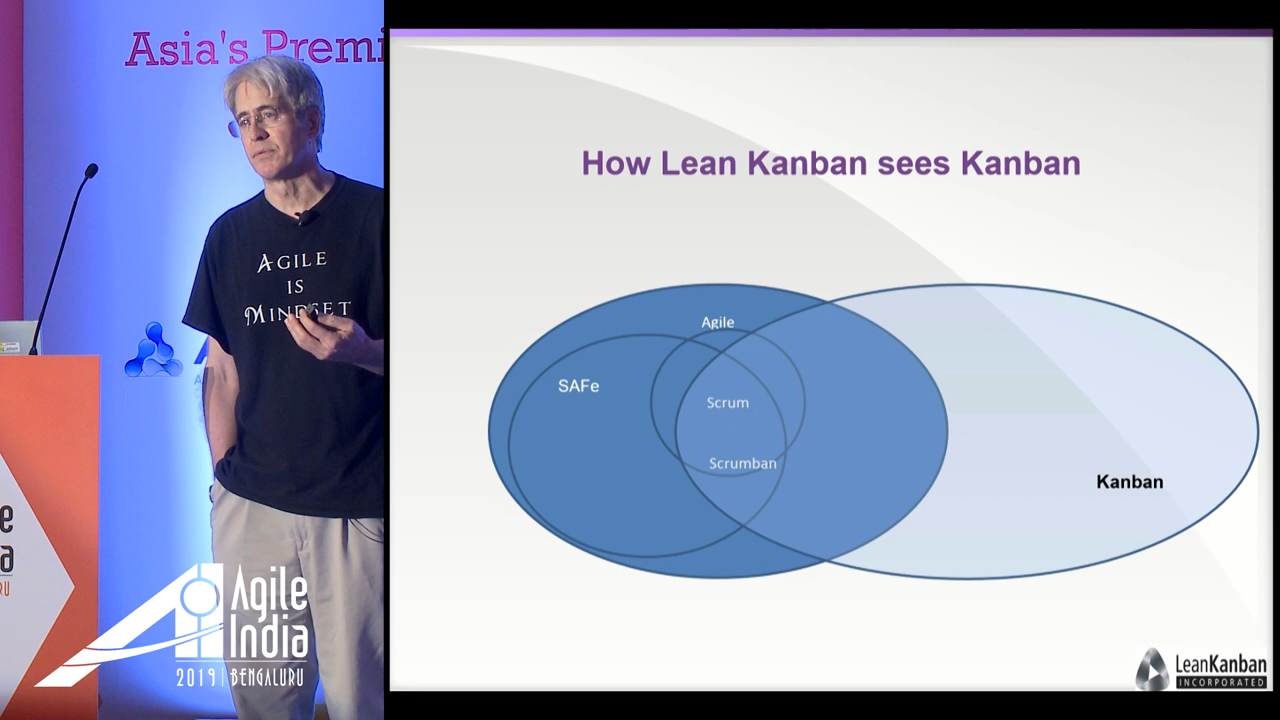 Asia's Premi
AGILE
IS
MINDSET
Agile
India
2019 | BENGALURU
How Lean Kanban sees Kanban
Agile
SAFe
Scrum
Scrumban
Kanban
LeanKanban
INCORPORATED